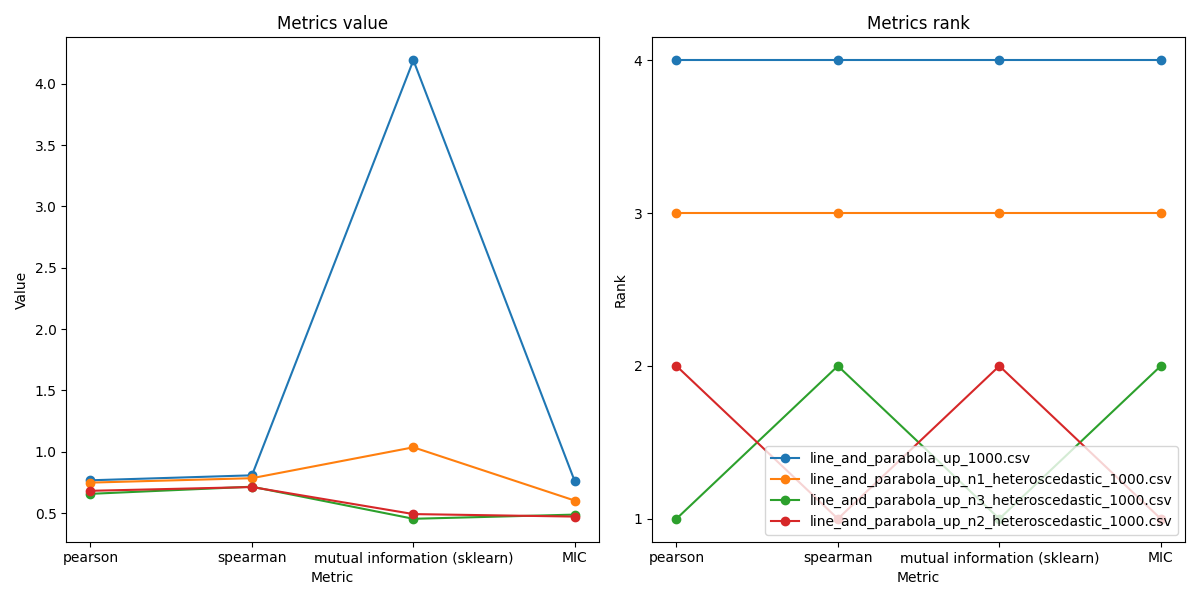 Metrics value
4.0
3.5
3.0
2.5
2.0
1.5
1.0
0.5
Value
pearson
spearman
mutual information (sklearn)
MIC
Metric
Metrics rank
4
3
2
1
Rank
pearson
spearman
mutual information (sklearn)
MIC
Metric
line_and_parabola_up_1000.csv
line_and_parabola_up_n1_heteroscedastic_1000.csv
line_and_parabola_up_n3_heteroscedastic_1000.csv
line_and_parabola_up_n2_heteroscedastic_1000.csv